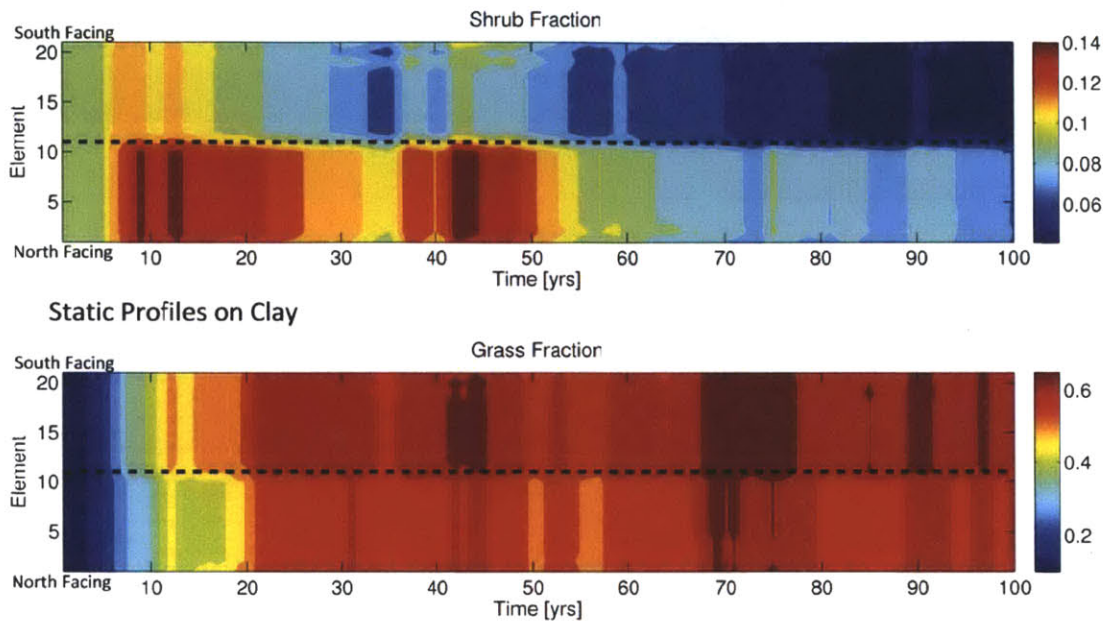 Shrub Fraction
South Facing
20
15
10
5
Element
North Facing
10 20 30 40 50 60 70 80 90 100
Time [yrs]
0.14
0.12
0.1
0.08
0.06
Static Profiles on Clay
Grass Fraction
South Facing
20
15
10
5
Element
North Facing
10 20 30 40 50 60 70 80 90 100
Time [yrs]
0.6
0.4
0.2